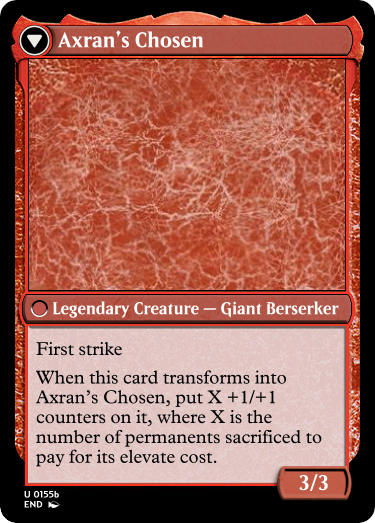 Axran's Chosen
Legendary Creature — Giant Berserker
First strike
When this card transforms into
Axran's Chosen, put X +1/+1
counters on it, where X is the
number of permanents sacrificed to
pay for its elevate cost.
3/3
U 0155b
END